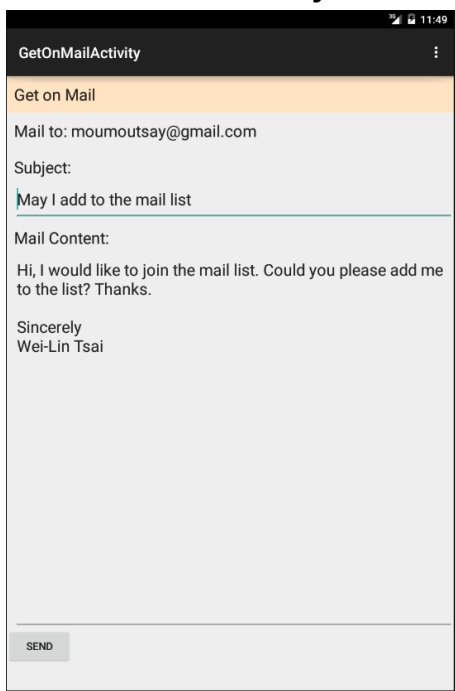 3G 11:49
GetOnMailActivity
Get on Mail
Mail to: moumoutsay@gmail.com
Subject:
May I add to the mail list
Mail Content:
Hi, I would like to join the mail list. Could you please add me
to the list? Thanks.
Sincerely
Wei-Lin Tsai
SEND